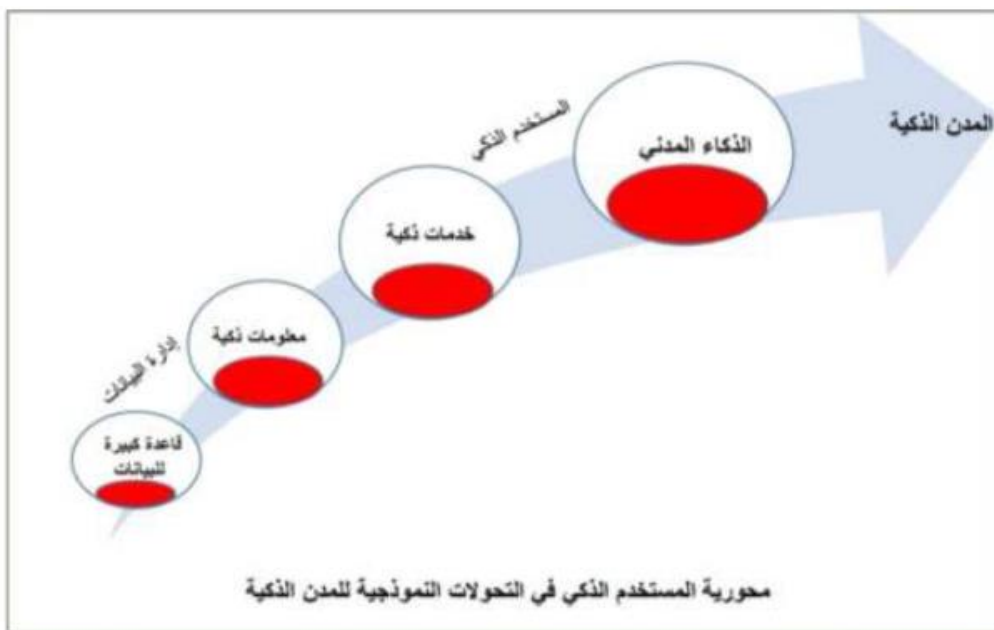 المدن الذكية
المستخدم الذكي
الذكاء المدني
خدمات ذكية
معلومات ذكية
إدارة البيانات
قاعدة كبيرة
للبيانات
محورية المستخدم الذكي في التحولات النموذجية للمدن الذكية